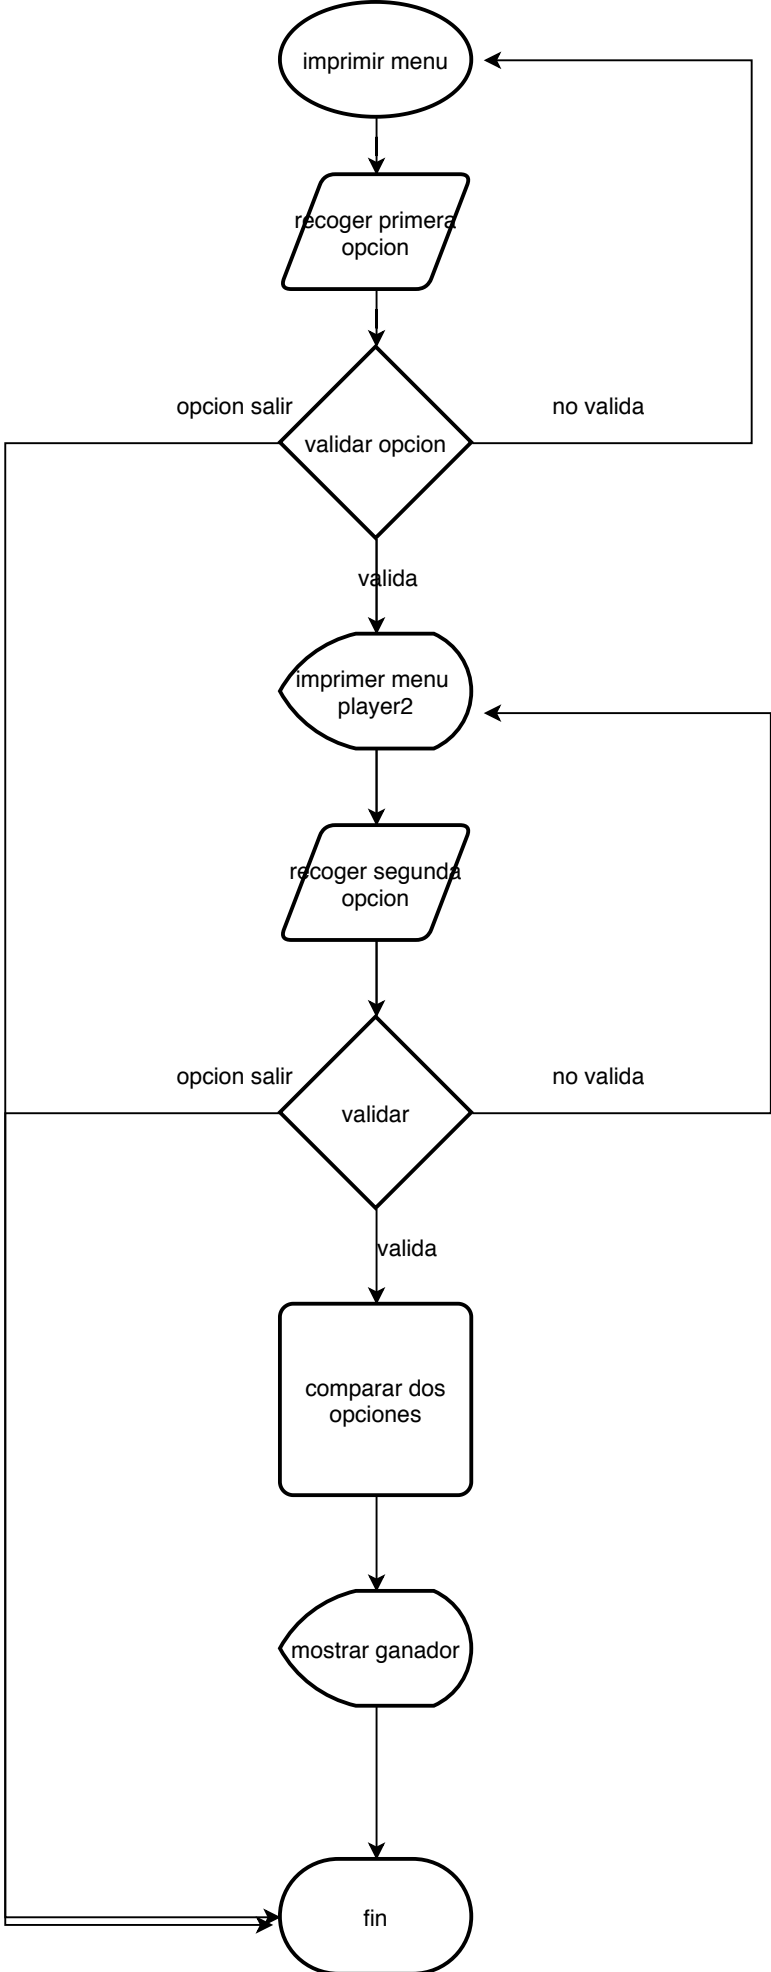 imprimir menu
recoger primera
opcion
opcion salir
no valida
validar opcion
valida
imprimer menu
player2
recoger segunda
opcion
opcion salir
no valida
validar
valida
comparar dos
opciones
mostrar ganador
fin